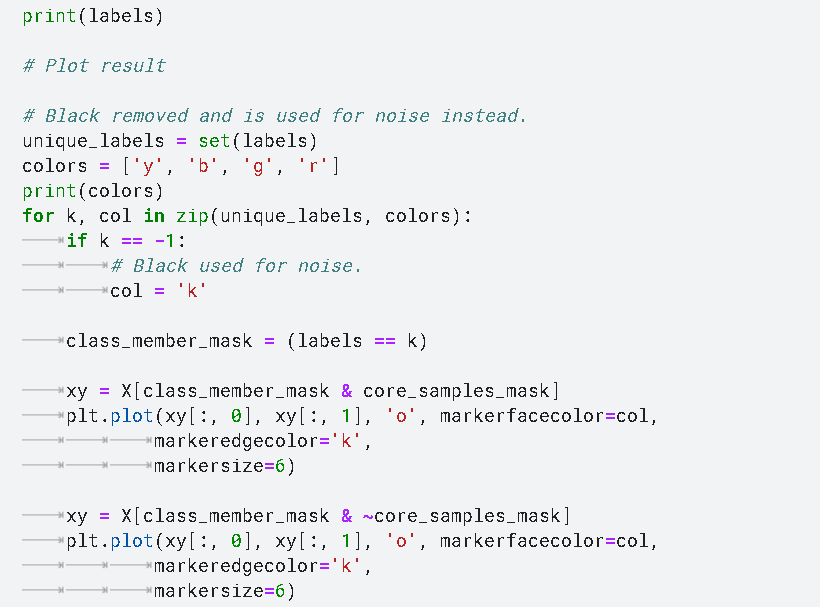 print(labels)
# Plot result
# Black removed and is used for noise instead.
unique_labels = set(labels)
colors = ['y', 'b', 'g', 'r']
print(colors)
for k, col in zip(unique_labels, colors):
if k == -1:
# Black used for noise.
col = 'k'
class_member_mask = (labels == k)
xy = X[class_member_mask & core_samples_mask]
plt.plot(xy[:, 0], xy[:, 1], 'o', markerfacecolor=col,
markeredgecolor='k',
markersize=6)
xy = X[class_member_mask & ~core_samples_mask]
plt.plot(xy[:, 0], xy[:, 1], 'o', markerfacecolor=col,
markeredgecolor='k',
markersize=6)